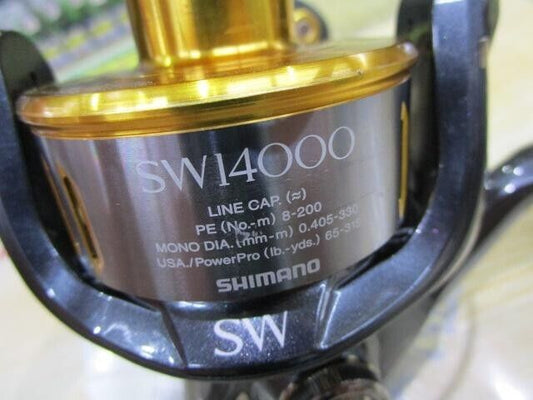 SW14000
LINE CAP. (≈)
PE (No.-m) 8-200
MONO DIA. (mm-m) 0.405-330
USA./PowerPro (lb.-yds.) 65-315
SHIMANO
SW